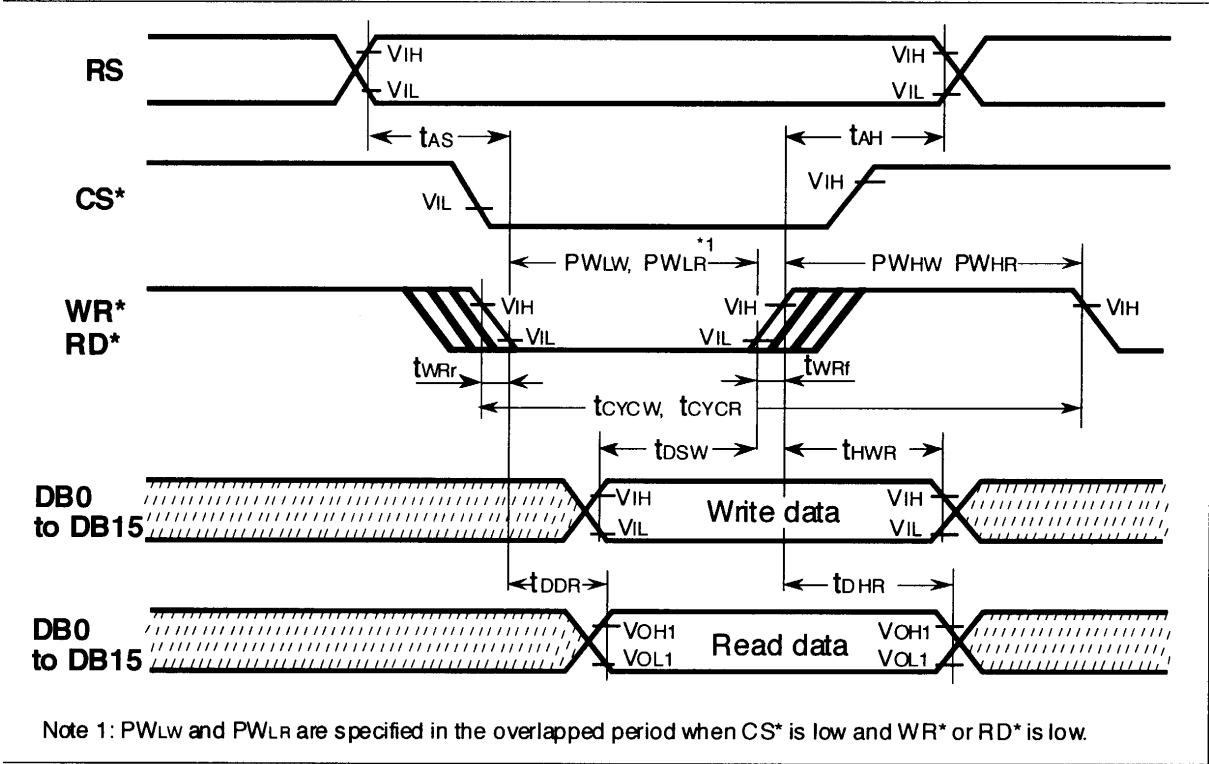 RS
VIH
VIL
VIH
VIL
tAS
tAH
CS*
VIL
VIH
PWLW, PWLR*1
PWHW PWHR
WR*
RD*
VIH
VIL
VIH
VIL
VIH
tWRr
tWRf
tCYCW, tCYCR
tDSW
tHWR
DB0
to DB15
VIH
VIL
Write data
VIH
VIL
tDDR
tDHR
DB0
to DB15
VOH1
VOL1
Read data
VOH1
VOL1
Note 1: PWLW and PWLR are specified in the overlapped period when CS* is low and WR* or RD* is low.